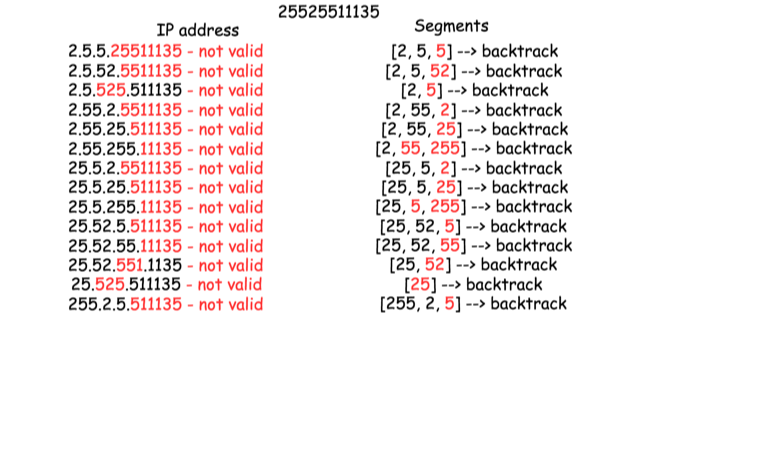 25525511135
IP address Segments
2.5.5.25511135 - not valid [2, 5, 5] --> backtrack
2.5.52.5511135 - not valid [2, 5, 52] --> backtrack
2.5.525.511135 - not valid [2, 5] --> backtrack
2.55.2.5511135 - not valid [2, 55, 2] --> backtrack
2.55.25.511135 - not valid [2, 55, 25] --> backtrack
2.55.255.11135 - not valid [2, 55, 255] --> backtrack
25.5.2.5511135 - not valid [25, 5, 2] --> backtrack
25.5.25.511135 - not valid [25, 5, 25] --> backtrack
25.5.255.11135 - not valid [25, 5, 255] --> backtrack
25.52.5.511135 - not valid [25, 52, 5] --> backtrack
25.52.55.11135 - not valid [25, 52, 55] --> backtrack
25.52.551.1135 - not valid [25, 52] --> backtrack
25.525.511135 - not valid [25] --> backtrack
255.2.5.511135 - not valid [255, 2, 5] --> backtrack